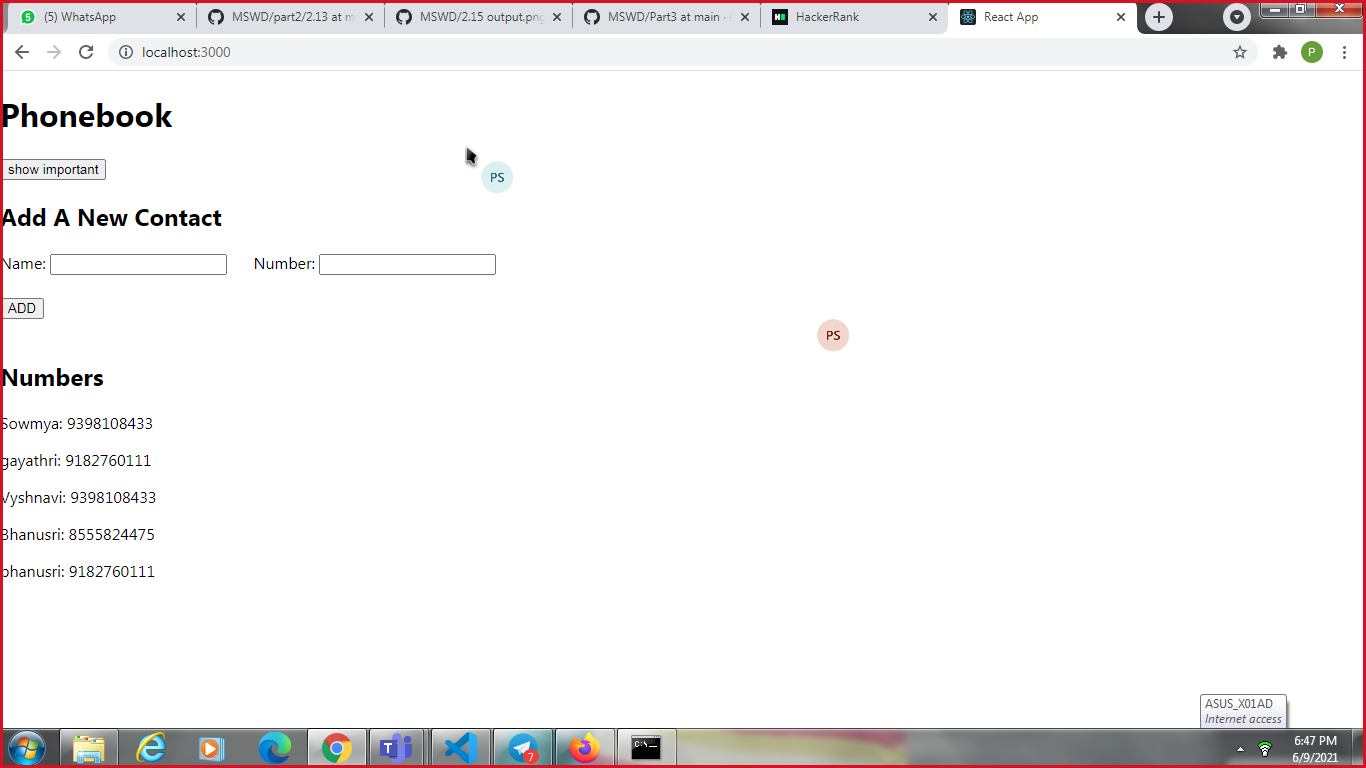 (5) WhatsApp
MSWD/part2/2.13 at m
MSWD/2.15 output.png
MSWD/Part3 at main · s
HackerRank
React App
localhost:3000
P
Phonebook
show important
PS
Add A New Contact
Name: Number:
ADD
PS
Numbers
Sowmya: 9398108433
gayathri: 9182760111
Vyshnavi: 9398108433
Bhanusri: 8555824475
bhanusri: 9182760111
ASUS_X01AD
Internet access
7
6:47 PM
6/9/2021